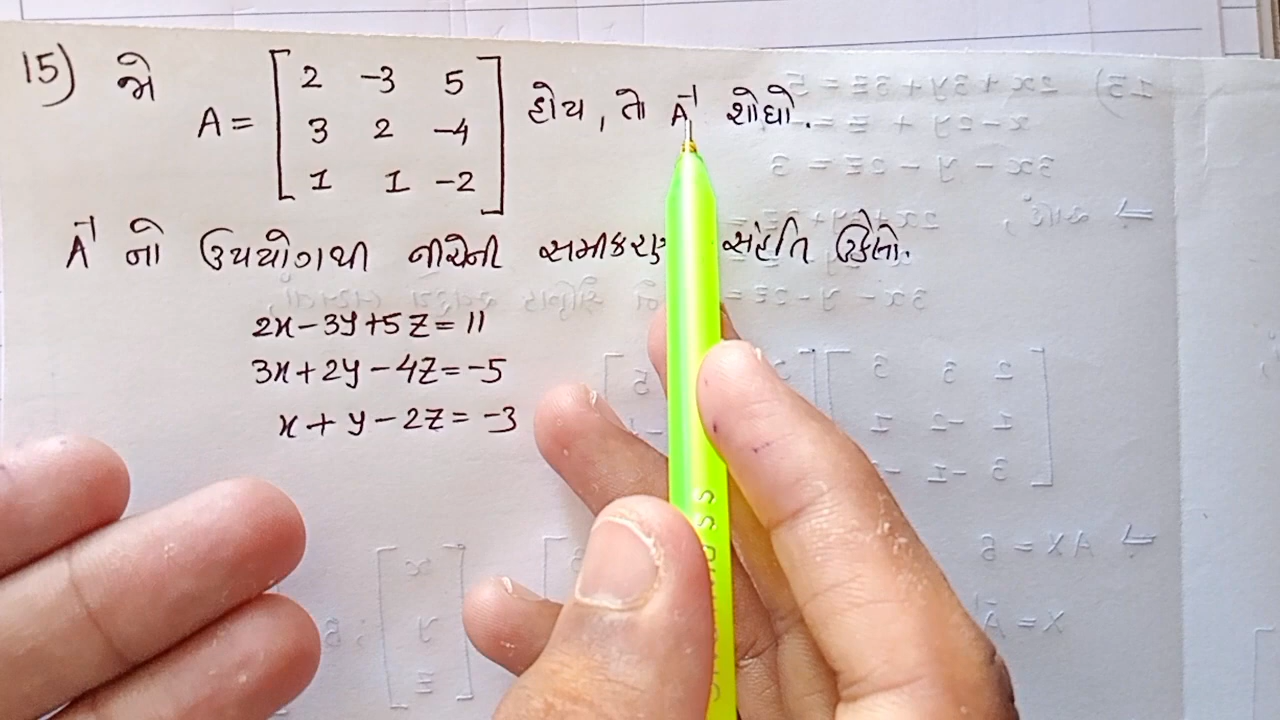 15) જો A = [ 2 -3 5 હોય, તો A⁻¹ શોધો.
3 2 -4
1 1 -2 ]
A⁻¹ નો ઉપયોગથી નીચેની સમીકરણ સંહતિ ઉકેલો.
2x-3y+5z=11
3x+2y-4z=-5
x+y-2z=-3